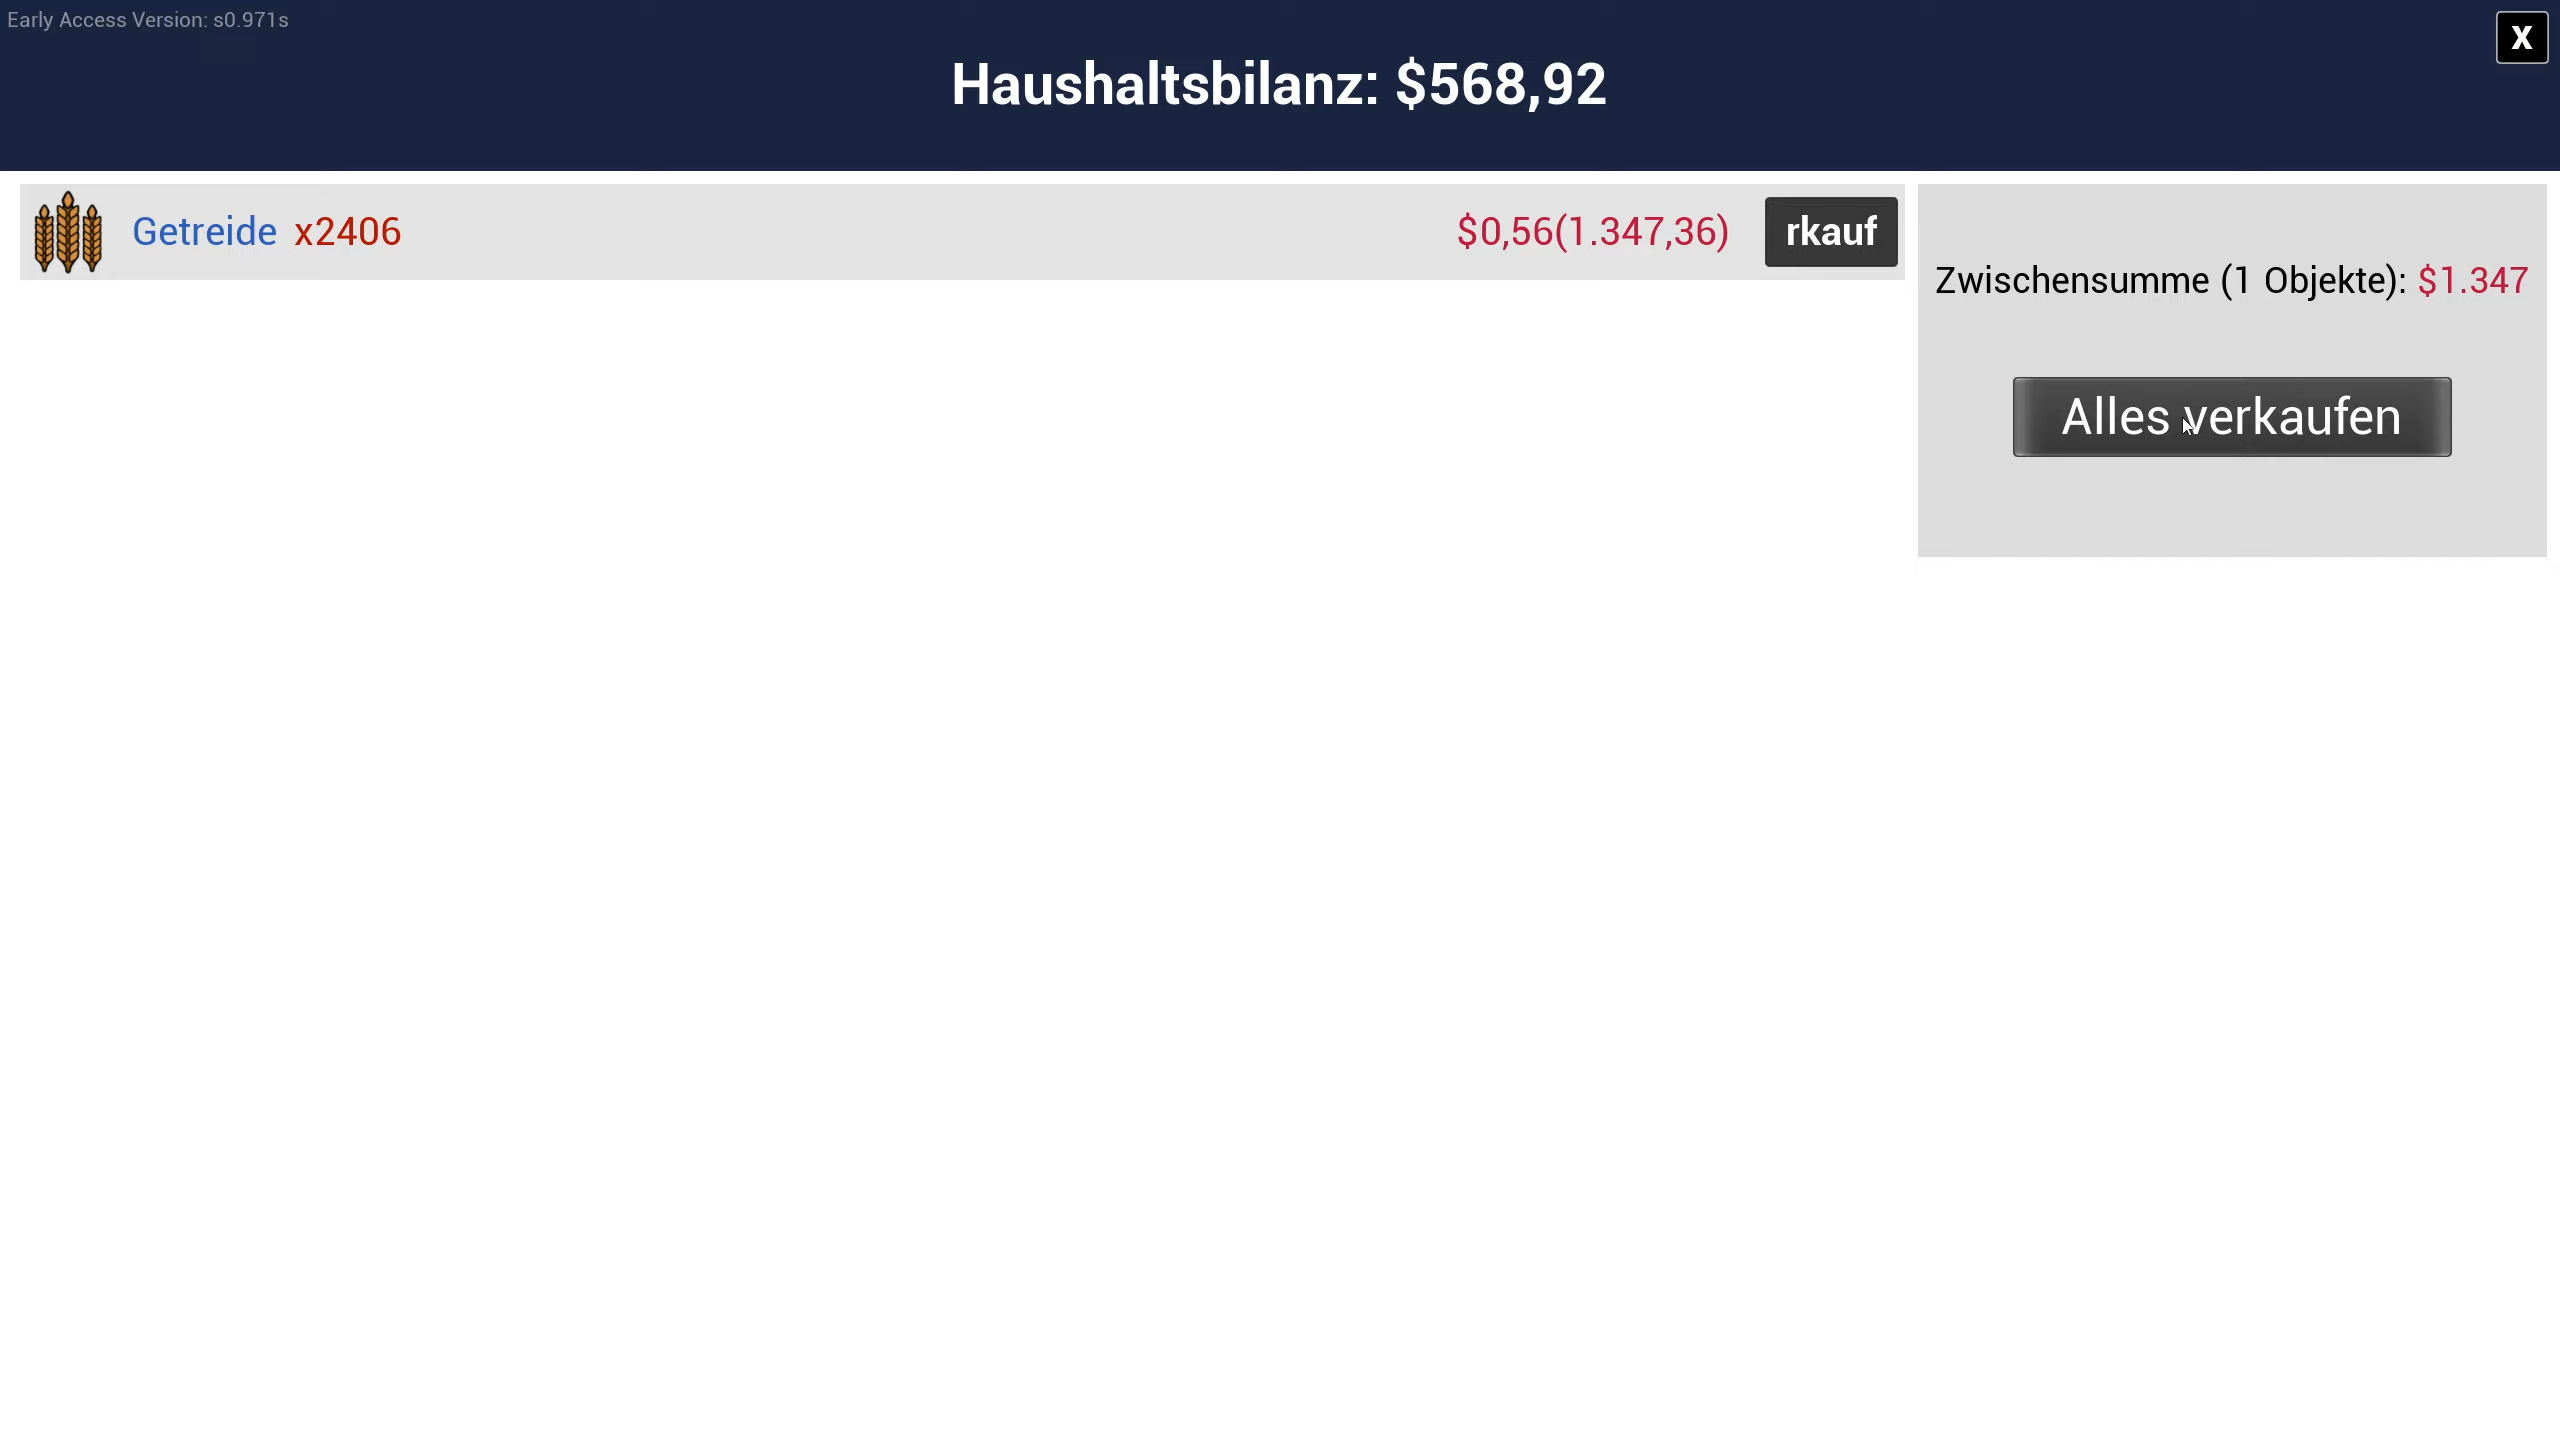 Early Access Version: s0.971s
X
Haushaltsbilanz: $568,92
Getreide x2406 $0,56(1.347,36) rkauf
Zwischensumme (1 Objekte): $1.347
Alles verkaufen